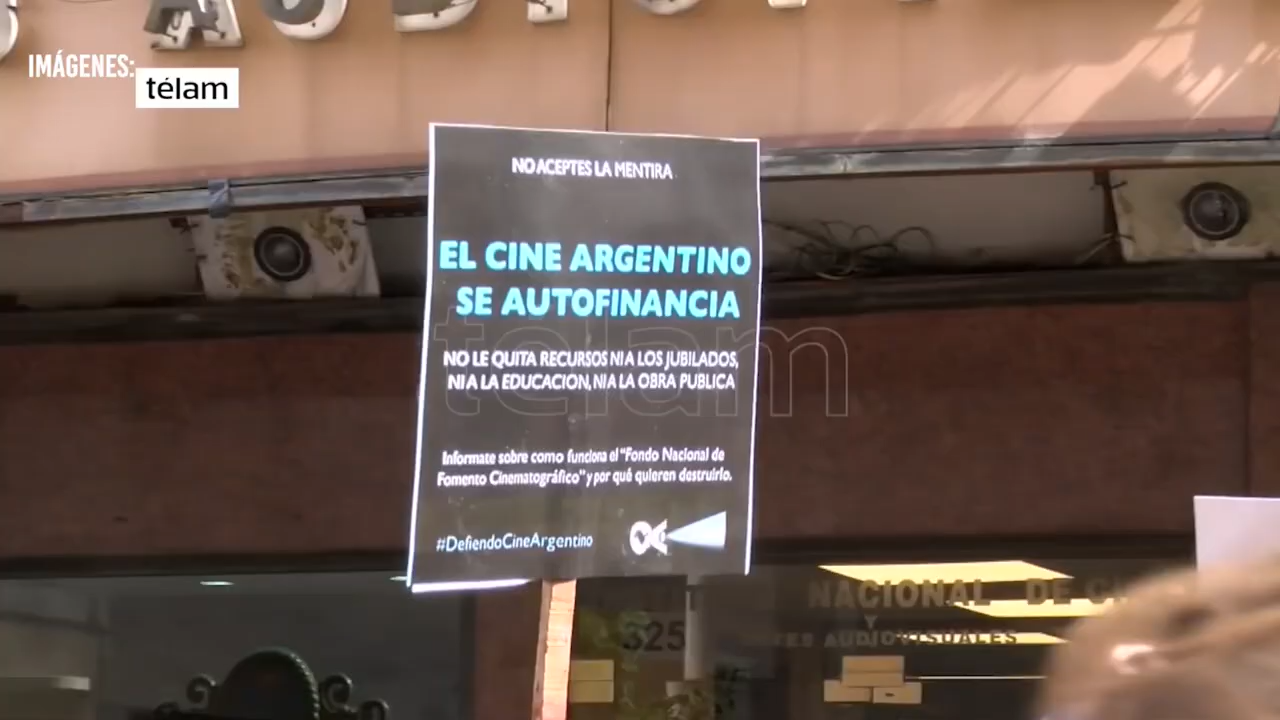 IMÁGENES:
télam
NO ACEPTES LA MENTIRA
EL CINE ARGENTINO
SE AUTOFINANCIA
NO LE QUITA RECURSOS NI A LOS JUBILADOS,
NI A LA EDUCACION, NI A LA OBRA PUBLICA
Informate sobre como funciona el "Fondo Nacional de
Fomento Cinematográfico" y por qué quieren destruirlo.
#DefiendoCineArgentino
télam
NACIONAL DE
Y
325
AUDIOVISUALES